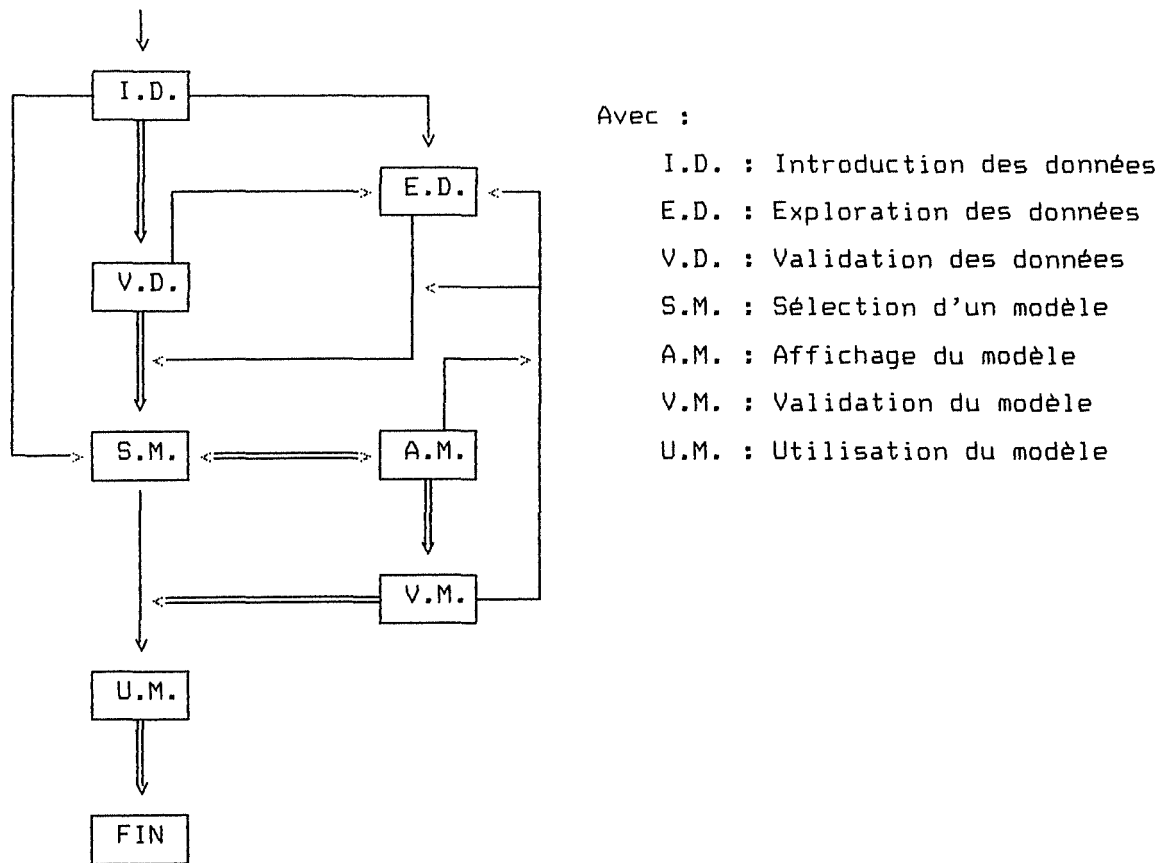 I.D.
Avec :
I.D. : Introduction des données
E.D.
E.D. : Exploration des données
V.D. : Validation des données
V.D.
S.M. : Sélection d'un modèle
A.M. : Affichage du modèle
V.M. : Validation du modèle
S.M.
A.M.
U.M. : Utilisation du modèle
V.M.
U.M.
FIN